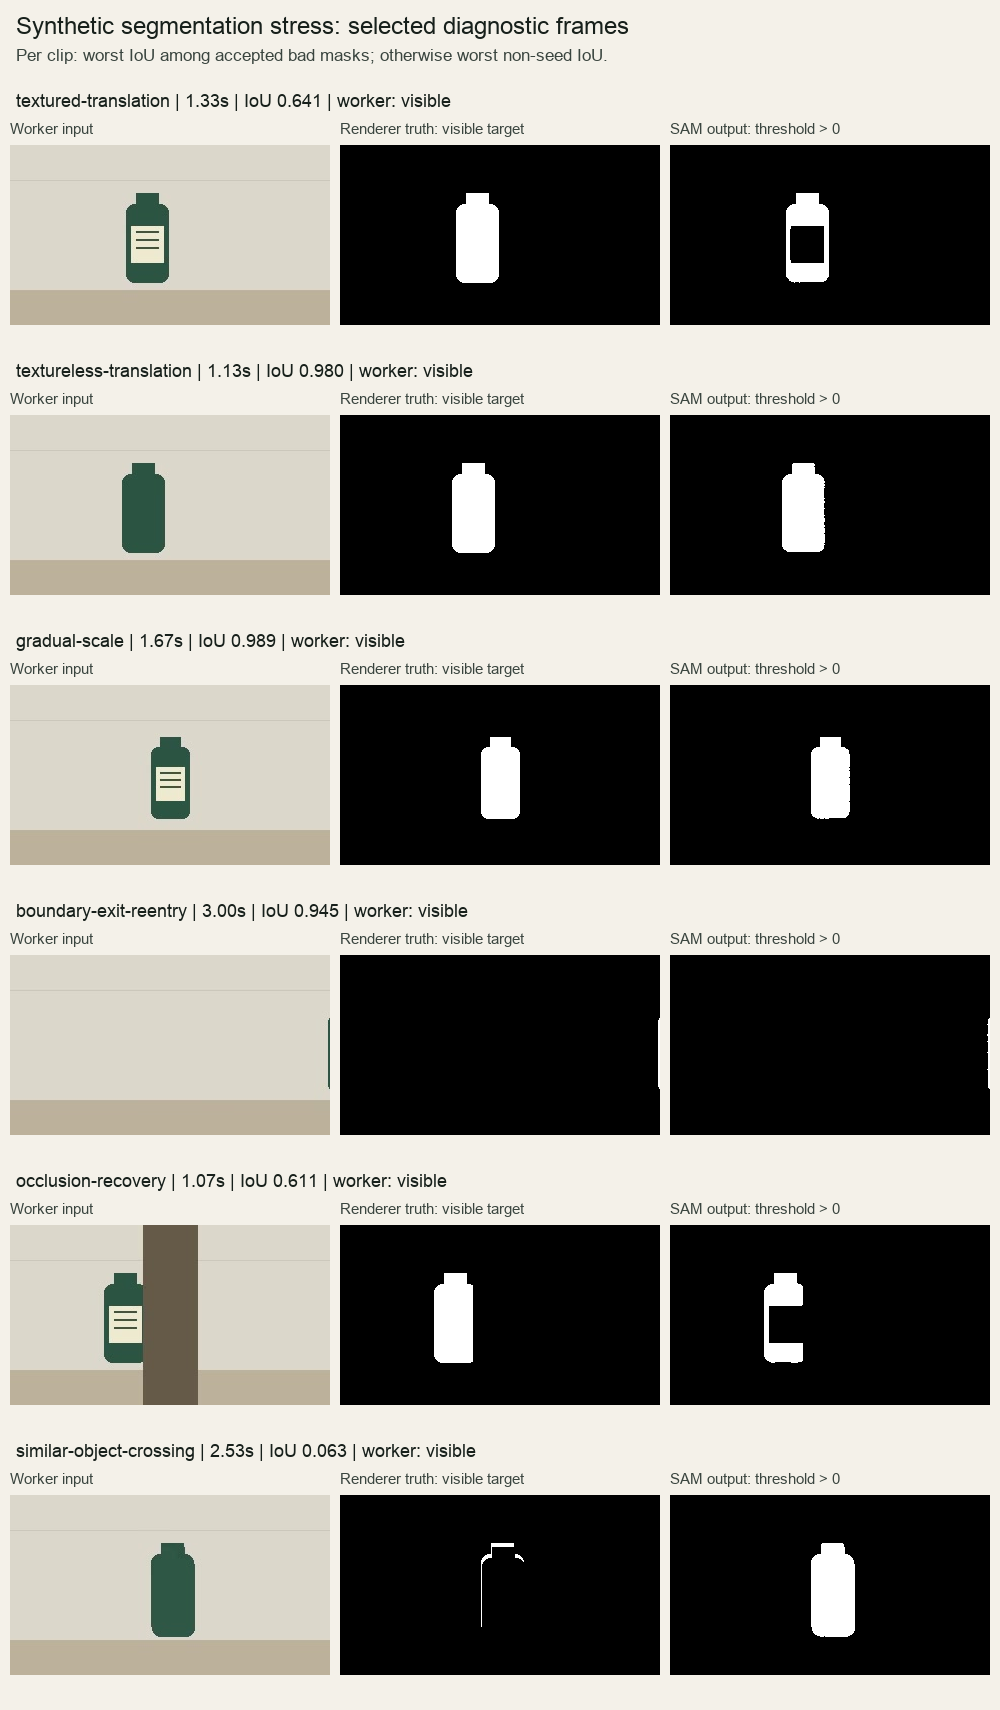 Synthetic segmentation stress: selected diagnostic frames
Per clip: worst IoU among accepted bad masks; otherwise worst non-seed IoU.
textured-translation | 1.33s | IoU 0.641 | worker: visible
Worker input
Renderer truth: visible target
SAM output: threshold > 0
textureless-translation | 1.13s | IoU 0.980 | worker: visible
Worker input
Renderer truth: visible target
SAM output: threshold > 0
gradual-scale | 1.67s | IoU 0.989 | worker: visible
Worker input
Renderer truth: visible target
SAM output: threshold > 0
boundary-exit-reentry | 3.00s | IoU 0.945 | worker: visible
Worker input
Renderer truth: visible target
SAM output: threshold > 0
occlusion-recovery | 1.07s | IoU 0.611 | worker: visible
Worker input
Renderer truth: visible target
SAM output: threshold > 0
similar-object-crossing | 2.53s | IoU 0.063 | worker: visible
Worker input
Renderer truth: visible target
SAM output: threshold > 0